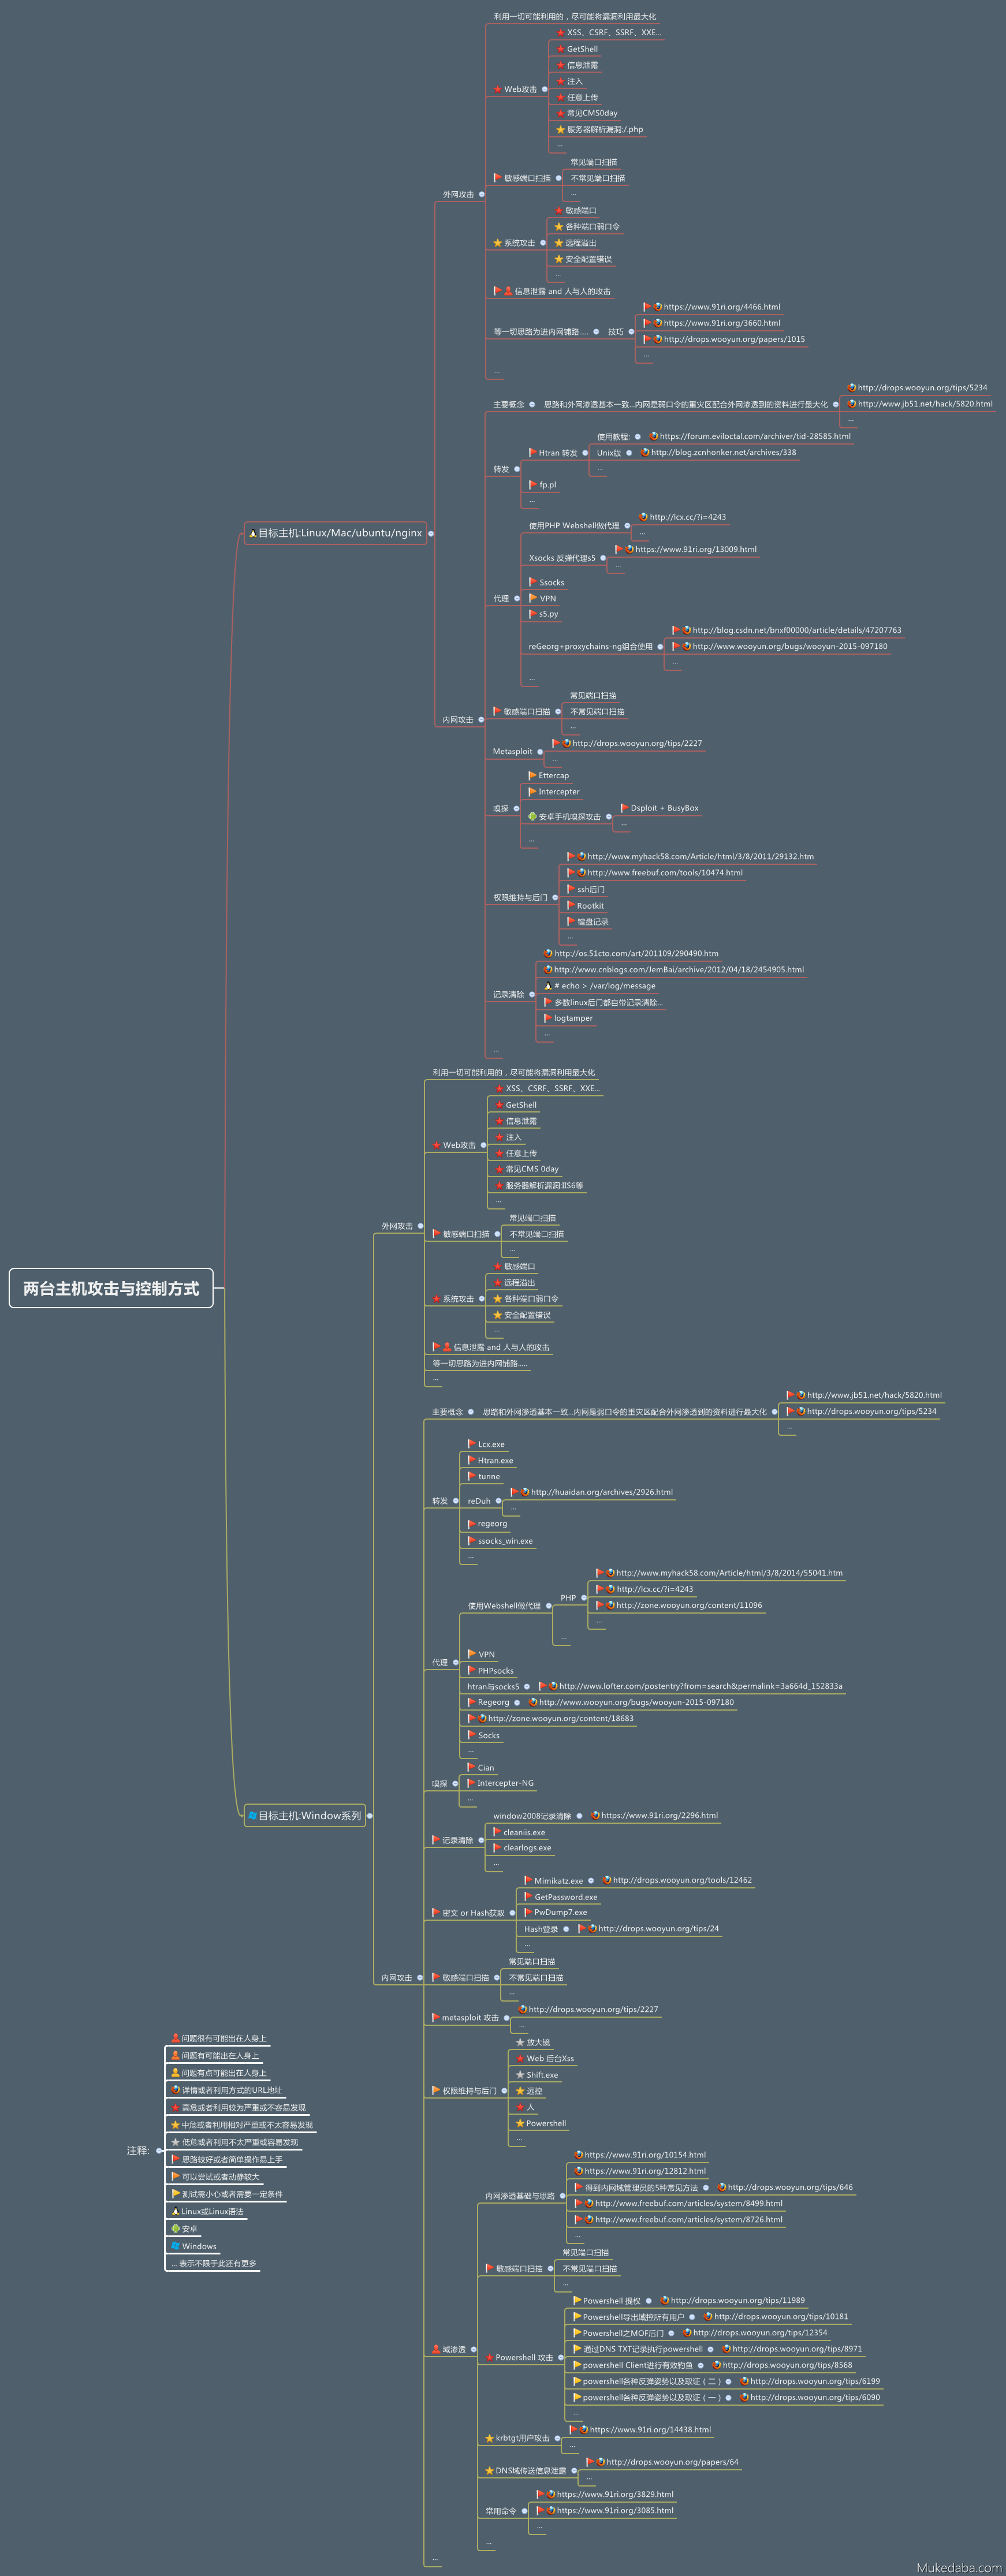 两台主机攻击与控制方式
目标主机:Linux/Mac/ubuntu/nginx
外网攻击
利用一切可能利用的，尽可能将漏洞利用最大化
Web攻击
XSS、CSRF、SSRF、XXE...
GetShell
信息泄露
注入
任意上传
常见CMS0day
服务器解析漏洞:/.php
...
敏感端口扫描
常见端口扫描
不常见端口扫描
...
系统攻击
敏感端口
各种端口弱口令
远程溢出
安全配置错误
...
信息泄露 and 人与人的攻击
等一切思路为进内网铺路.....
技巧
https://www.91ri.org/4466.html
https://www.91ri.org/3660.html
http://drops.wooyun.org/papers/1015
...
...
内网攻击
主要概念
思路和外网渗透基本一致...内网是弱口令的重灾区配合外网渗透到的资料进行最大化
http://drops.wooyun.org/tips/5234
http://www.jb51.net/hack/5820.html
...
转发
Htran 转发
使用教程:
https://forum.eviloctal.com/archiver/tid-28585.html
Unix版
http://blog.zcnhonker.net/archives/338
...
fp.pl
...
代理
使用PHP Webshell做代理
http://lcx.cc/?i=4243
...
Xsocks 反弹代理s5
https://www.91ri.org/13009.html
...
Ssocks
VPN
s5.py
reGeorg+proxychains-ng组合使用
http://blog.csdn.net/bnxf00000/article/details/47207763
http://www.wooyun.org/bugs/wooyun-2015-097180
...
...
敏感端口扫描
常见端口扫描
不常见端口扫描
...
Metasploit
http://drops.wooyun.org/tips/2227
...
嗅探
Ettercap
Intercepter
安卓手机嗅探攻击
Dsploit + BusyBox
...
...
权限维持与后门
http://www.myhack58.com/Article/html/3/8/2011/29132.htm
http://www.freebuf.com/tools/10474.html
ssh后门
Rootkit
键盘记录
...
记录清除
http://os.51cto.com/art/201109/290490.htm
http://www.cnblogs.com/JemBai/archive/2012/04/18/2454905.html
# echo > /var/log/message
多数linux后门都自带记录清除...
logtamper
...
...
目标主机:Window系列
外网攻击
利用一切可能利用的，尽可能将漏洞利用最大化
Web攻击
XSS、CSRF、SSRF、XXE...
GetShell
信息泄露
注入
任意上传
常见CMS 0day
服务器解析漏洞:IIS6等
...
敏感端口扫描
常见端口扫描
不常见端口扫描
...
系统攻击
敏感端口
远程溢出
各种端口弱口令
安全配置错误
...
信息泄露 and 人与人的攻击
等一切思路为进内网铺路.....
...
内网攻击
主要概念
思路和外网渗透基本一致...内网是弱口令的重灾区配合外网渗透到的资料进行最大化
http://www.jb51.net/hack/5820.html
http://drops.wooyun.org/tips/5234
...
转发
Lcx.exe
Htran.exe
tunne
reDuh
http://huaidan.org/archives/2926.html
...
regeorg
ssocks_win.exe
...
代理
使用Webshell做代理
PHP
http://www.myhack58.com/Article/html/3/8/2014/55041.htm
http://lcx.cc/?i=4243
http://zone.wooyun.org/content/11096
...
...
VPN
PHPsocks
htran与socks5
http://www.lofter.com/postentry?from=search&permalink=3a664d_152833a
Regeorg
http://www.wooyun.org/bugs/wooyun-2015-097180
http://zone.wooyun.org/content/18683
Socks
...
嗅探
Cian
Intercepter-NG
...
记录清除
window2008记录清除
https://www.91ri.org/2296.html
cleaniis.exe
clearlogs.exe
...
密文 or Hash获取
Mimikatz.exe
http://drops.wooyun.org/tools/12462
GetPassword.exe
PwDump7.exe
Hash登录
http://drops.wooyun.org/tips/24
...
敏感端口扫描
常见端口扫描
不常见端口扫描
...
metasploit 攻击
http://drops.wooyun.org/tips/2227
...
权限维持与后门
放大镜
Web 后台Xss
Shift.exe
远控
人
Powershell
...
域渗透
内网渗透基础与思路
https://www.91ri.org/10154.html
https://www.91ri.org/12812.html
得到内网域管理员的5种常见方法
http://drops.wooyun.org/tips/646
http://www.freebuf.com/articles/system/8499.html
http://www.freebuf.com/articles/system/8726.html
...
敏感端口扫描
常见端口扫描
不常见端口扫描
...
Powershell 攻击
Powershell 提权
http://drops.wooyun.org/tips/11989
Powershell导出域控所有用户
http://drops.wooyun.org/tips/10181
Powershell之MOF后门
http://drops.wooyun.org/tips/12354
通过DNS TXT记录执行powershell
http://drops.wooyun.org/tips/8971
powershell Client进行有效钓鱼
http://drops.wooyun.org/tips/8568
powershell各种反弹姿势以及取证（二）
http://drops.wooyun.org/tips/6199
powershell各种反弹姿势以及取证（一）
http://drops.wooyun.org/tips/6090
...
krbtgt用户攻击
https://www.91ri.org/14438.html
...
DNS域传送信息泄露
http://drops.wooyun.org/papers/64
...
常用命令
https://www.91ri.org/3829.html
https://www.91ri.org/3085.html
...
...
...
注释:
问题很有可能出在人身上
问题有可能出在人身上
问题有点可能出在人身上
详情或者利用方式的URL地址
高危或者利用较为严重或不容易发现
中危或者利用相对严重或不太容易发现
低危或者利用不太严重或容易发现
思路较好或者简单操作易上手
可以尝试或者动静较大
测试需小心或者需要一定条件
Linux或Linux语法
安卓
Windows
... 表示不限于此还有更多
Mukedaba.com